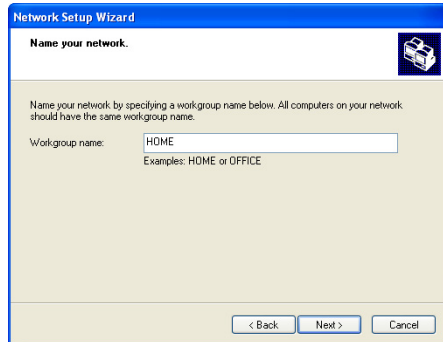 Network Setup Wizard
Name your network.
Name your network by specifying a workgroup name below. All computers on your network
should have the same workgroup name.
Workgroup name:
HOME
Examples: HOME or OFFICE
< Back
Next >
Cancel